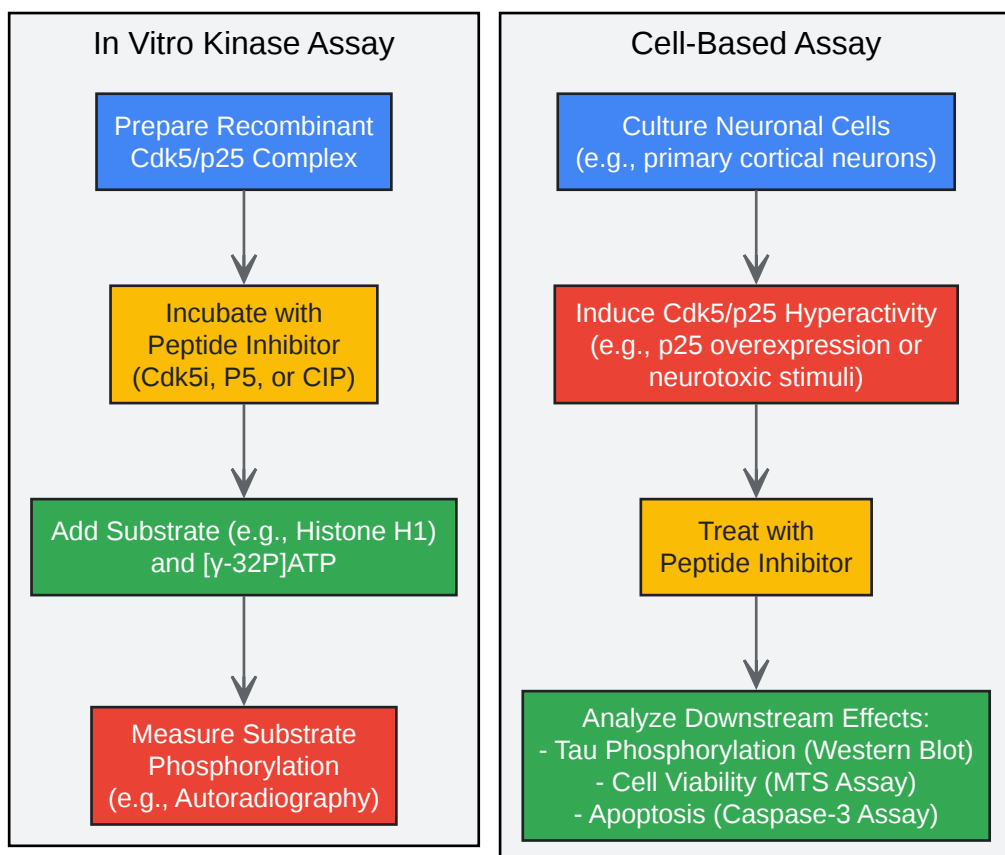 In Vitro Kinase Assay
Prepare Recombinant
Cdk5/p25 Complex
Incubate with
Peptide Inhibitor
(Cdk5i, P5, or CIP)
Add Substrate (e.g., Histone H1)
and [γ-32P]ATP
Measure Substrate
Phosphorylation
(e.g., Autoradiography)
Cell-Based Assay
Culture Neuronal Cells
(e.g., primary cortical neurons)
Induce Cdk5/p25 Hyperactivity
(e.g., p25 overexpression or
neurotoxic stimuli)
Treat with
Peptide Inhibitor
Analyze Downstream Effects:
- Tau Phosphorylation (Western Blot)
- Cell Viability (MTS Assay)
- Apoptosis (Caspase-3 Assay)